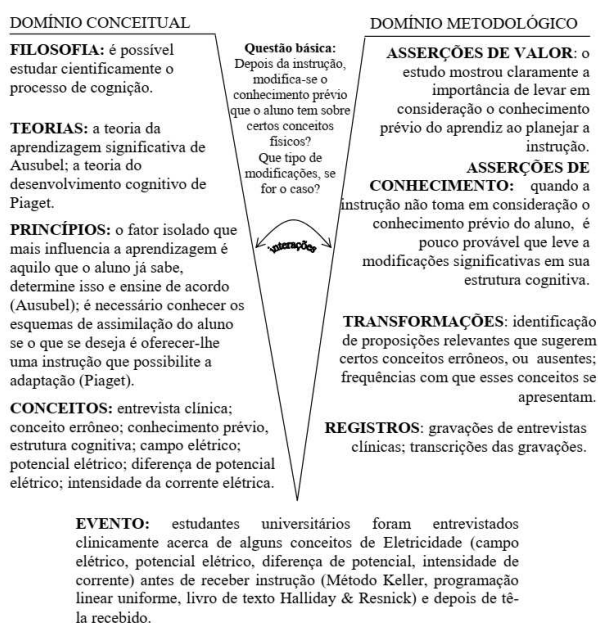 DOMÍNIO CONCEITUAL
FILOSOFIA: é possível
estudar cientificamente o
processo de cognição.
TEORIAS: a teoria da
aprendizagem significativa de
Ausubel; a teoria do
desenvolvimento cognitivo de
Piaget.
PRINCÍPIOS: o fator isolado que
mais influencia a aprendizagem é
aquilo que o aluno já sabe,
determine isso e ensine de acordo
(Ausubel); é necessário conhecer os
esquemas de assimilação do aluno
se o que se deseja é oferecer-lhe
uma instrução que possibilite a
adaptação (Piaget).
CONCEITOS: entrevista clínica;
conceito errôneo; conhecimento prévio,
estrutura cognitiva; campo elétrico;
potencial elétrico; diferença de potencial
elétrico; intensidade da corrente elétrica.
Questão básica:
Depois da instrução,
modifica-se o
conhecimento prévio
que o aluno tem sobre
certos conceitos
físicos?
Que tipo de
modificações, se
for o caso?
interações
DOMÍNIO METODOLÓGICO
ASSERÇÕES DE VALOR: o
estudo mostrou claramente a
importância de levar em
consideração o conhecimento
prévio do aprendiz ao planejar a
instrução.
ASSERÇÕES DE
CONHECIMENTO: quando a
instrução não toma em consideração o
conhecimento prévio do aluno, é
pouco provável que leve a
modificações significativas em sua
estrutura cognitiva.
TRANSFORMAÇÕES: identificação
de proposições relevantes que sugerem
certos conceitos errôneos, ou ausentes;
frequências com que esses conceitos se
apresentam.
REGISTROS: gravações de entrevistas
clínicas; transcrições das gravações.
EVENTO: estudantes universitários foram entrevistados
clinicamente acerca de alguns conceitos de Eletricidade (campo
elétrico, potencial elétrico, diferença de potencial, intensidade de
corrente) antes de receber instrução (Método Keller, programação
linear uniforme, livro de texto Halliday & Resnick) e depois de tê-
la recebido.